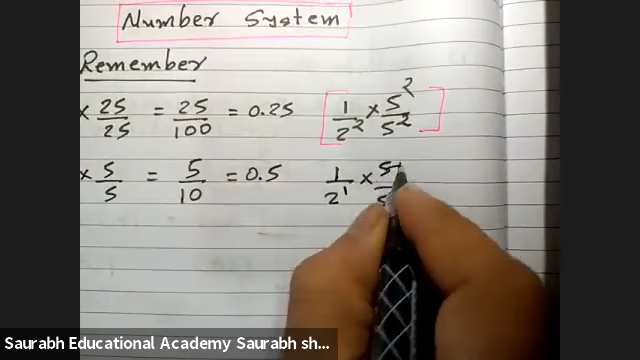 Number System
Remember
× 25/25 = 25/100 = 0.25 [1/2² × 5²/5²]
× 5/5 = 5/10 = 0.5 1/2¹ × 5
Saurabh Educational Academy Saurabh sh...